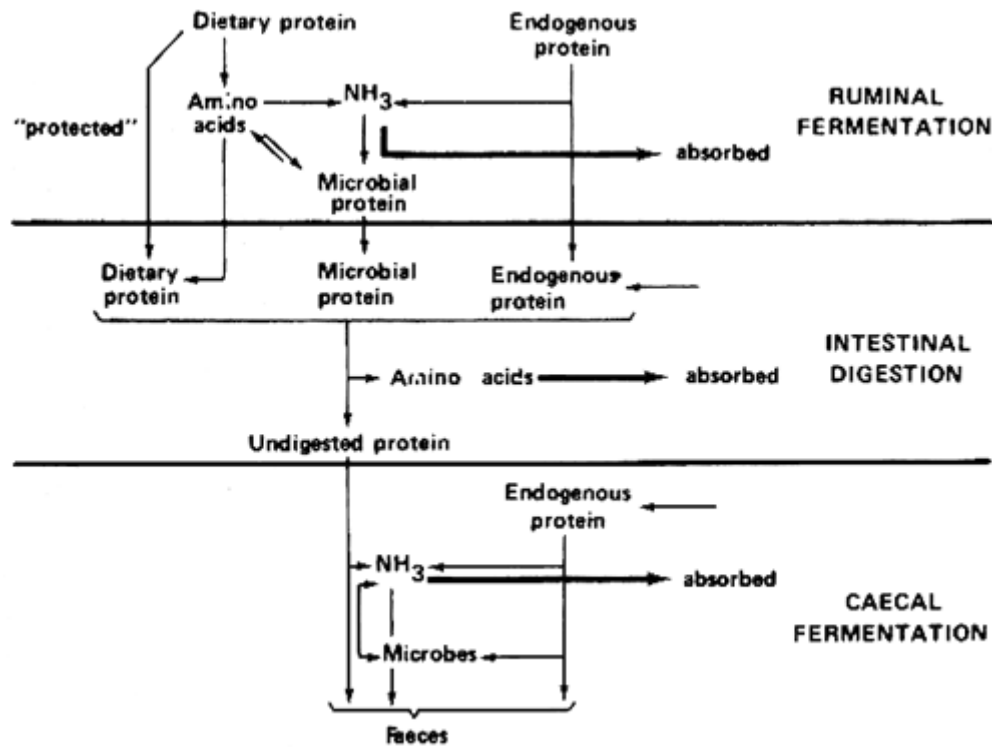 Dietary protein
Endogenous
protein
Amino
acids
NH3
RUMINAL
FERMENTATION
"protected"
absorbed
Microbial
protein
Dietary
protein
Microbial
protein
Endogenous
protein
INTESTINAL
DIGESTION
Amino acids
absorbed
Undigested protein
Endogenous
protein
NH3
absorbed
CAECAL
FERMENTATION
Microbes
Faeces